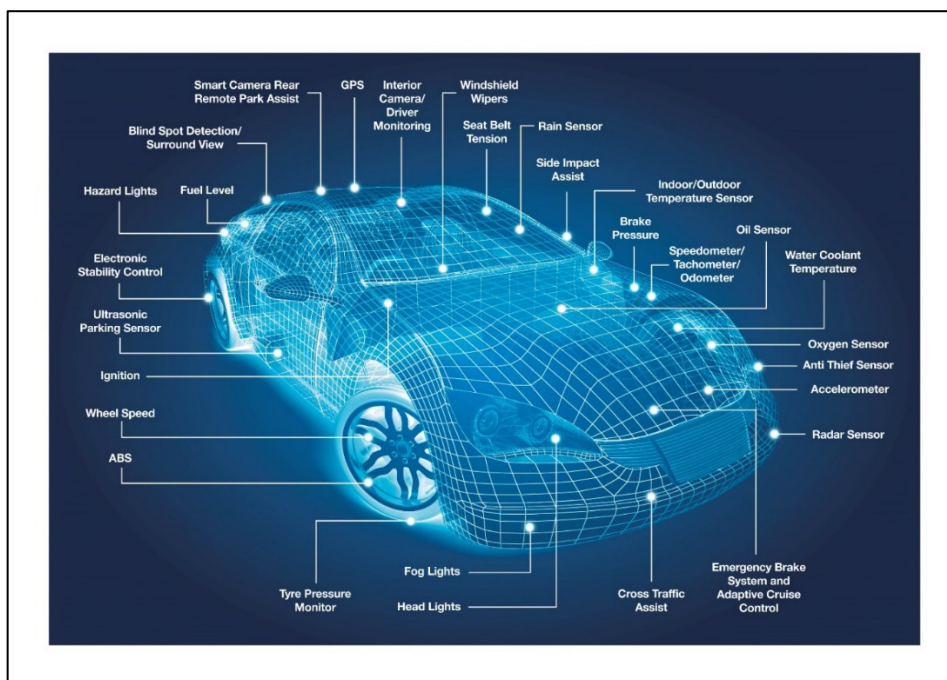 Smart Camera Rear
Remote Park Assist
GPS
Interior
Camera/
Driver
Monitoring
Windshield
Wipers
Seat Belt
Tension
Rain Sensor
Blind Spot Detection/
Surround View
Side Impact
Assist
Hazard Lights
Fuel Level
Indoor/Outdoor
Temperature Sensor
Brake
Pressure
Oil Sensor
Electronic
Stability Control
Speedometer/
Tachometer/
Odometer
Water Coolant
Temperature
Ultrasonic
Parking Sensor
Oxygen Sensor
Ignition
Anti Thief Sensor
Accelerometer
Wheel Speed
Radar Sensor
ABS
Fog Lights
Tyre Pressure
Monitor
Head Lights
Cross Traffic
Assist
Emergency Brake
System and
Adaptive Cruise
Control